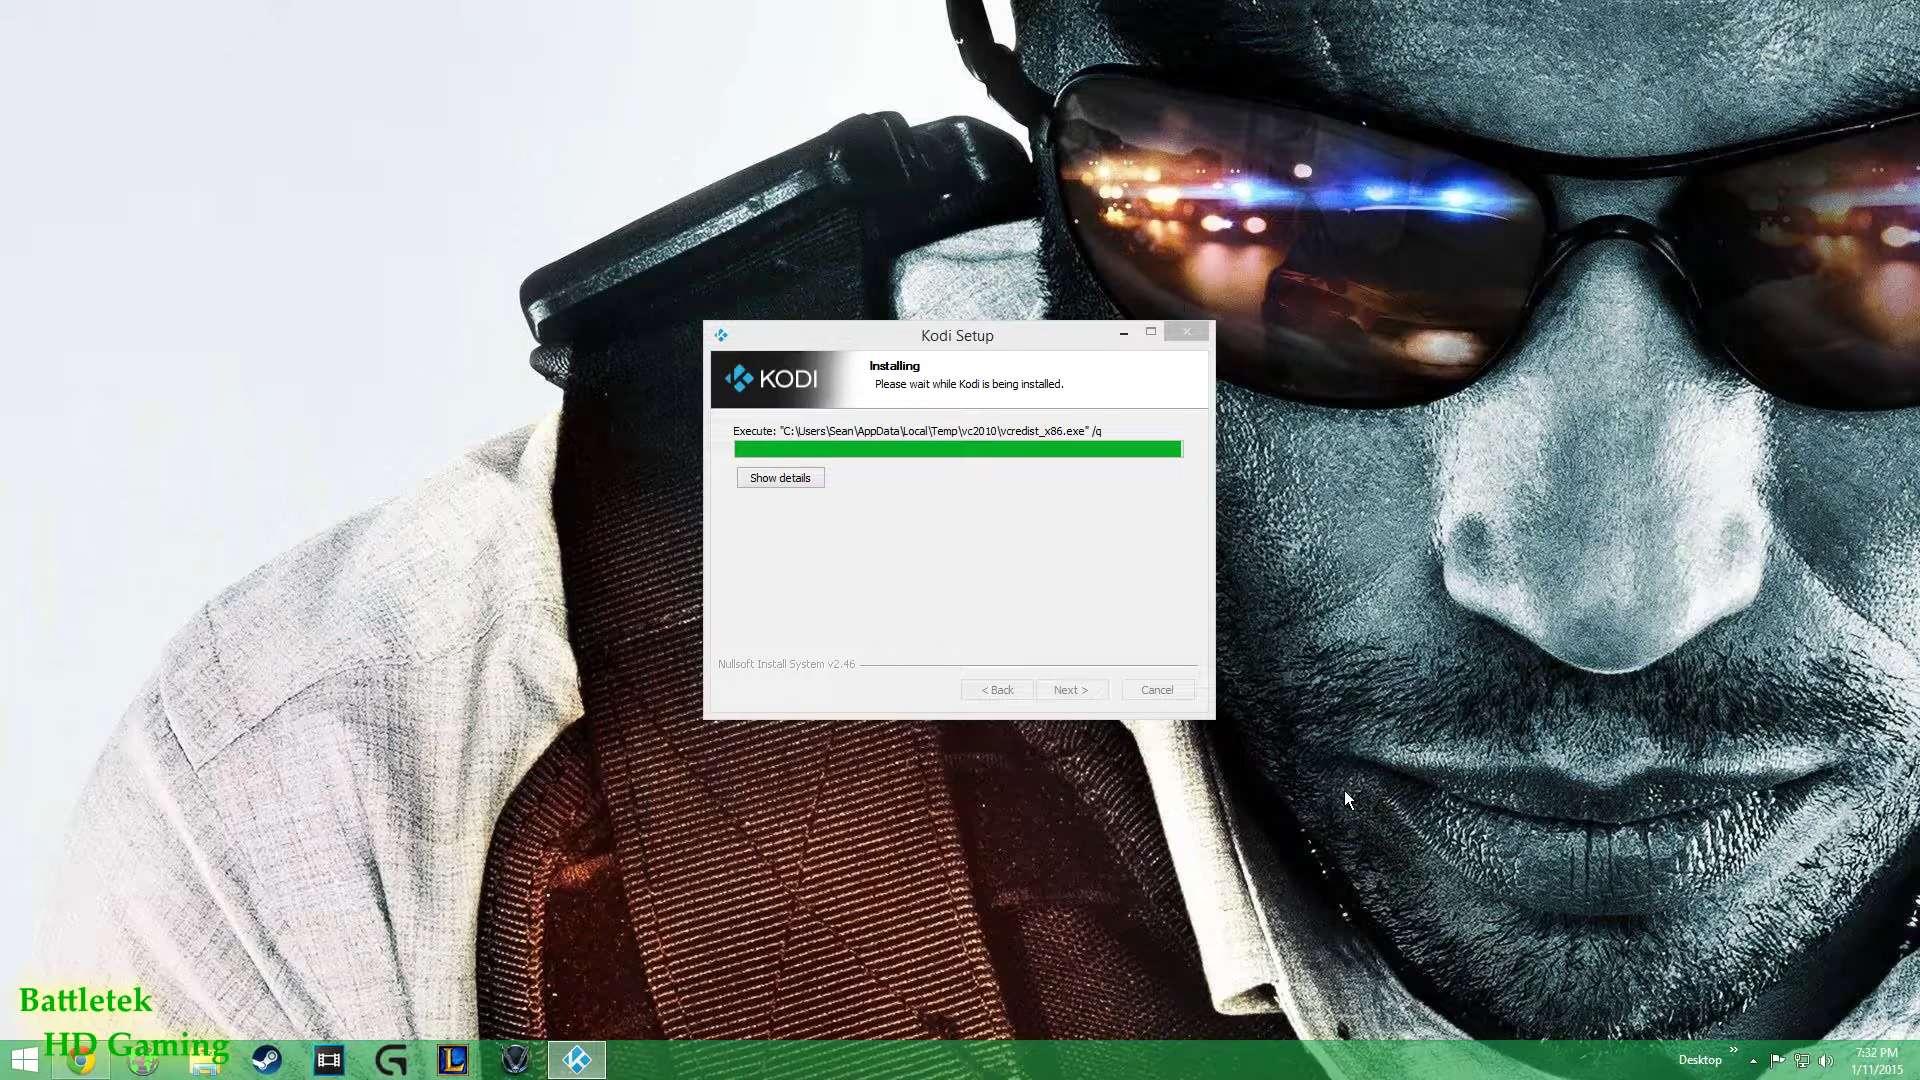 Kodi Setup
KODI
Installing
Please wait while Kodi is being installed.
Execute: "C:\Users\Sean\AppData\Local\Temp\vc2010\vcredist_x86.exe" /q
Show details
Nullsoft Install System v2.46
< Back
Next >
Cancel
Battletek
HD Gaming
Desktop
7:32 PM
1/11/2015